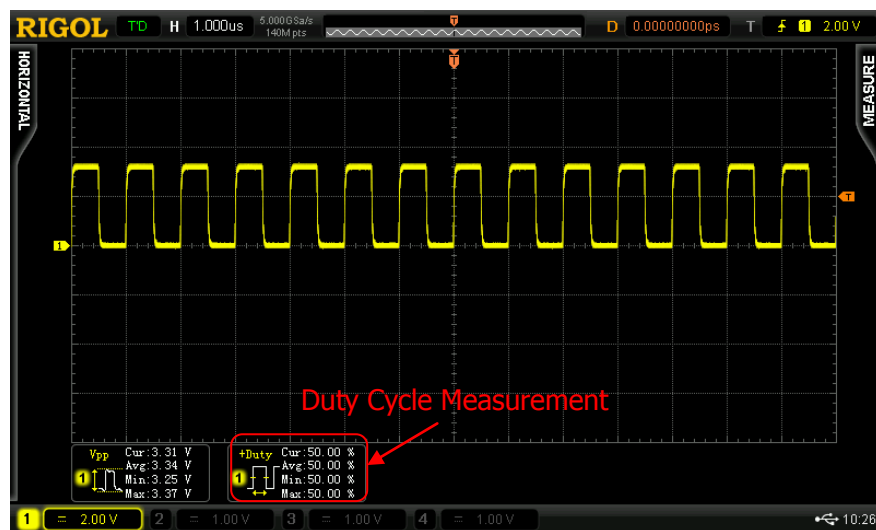 RIGOL T'D H 1.000us 5.000GSa/s 140M pts D 0.00000000ps T 1 2.00 V
T
HORIZONTAL
MEASURE
T
T
1
Duty Cycle Measurement
Vpp Cur:3.31 V
Avg:3.34 V
1 Min:3.25 V
Max:3.37 V
+Duty Cur:50.00 %
Avg:50.00 %
1 Min:50.00 %
Max:50.00 %
1 = 2.00 V 2 = 1.00 V 3 = 1.00 V 4 = 1.00 V 10:26